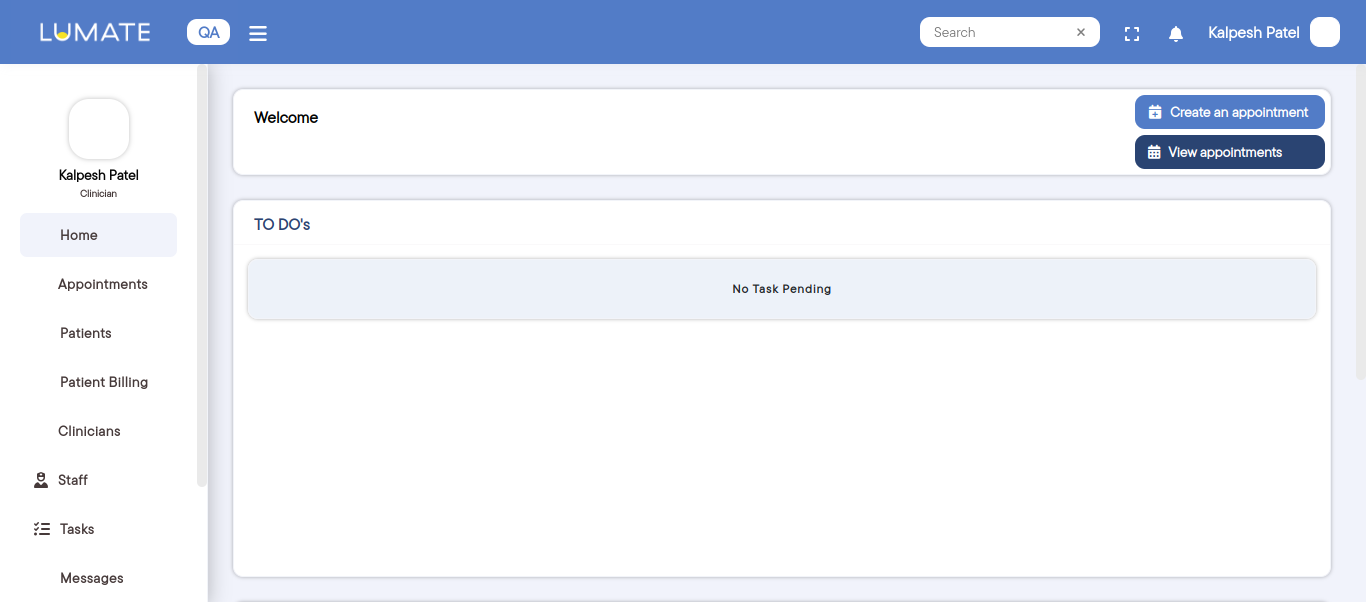 LUMATE
QA
Search
Kalpesh Patel
Kalpesh Patel
Clinician
Home
Appointments
Patients
Patient Billing
Clinicians
Staff
Tasks
Messages
Welcome
Create an appointment
View appointments
TO DO's
No Task Pending